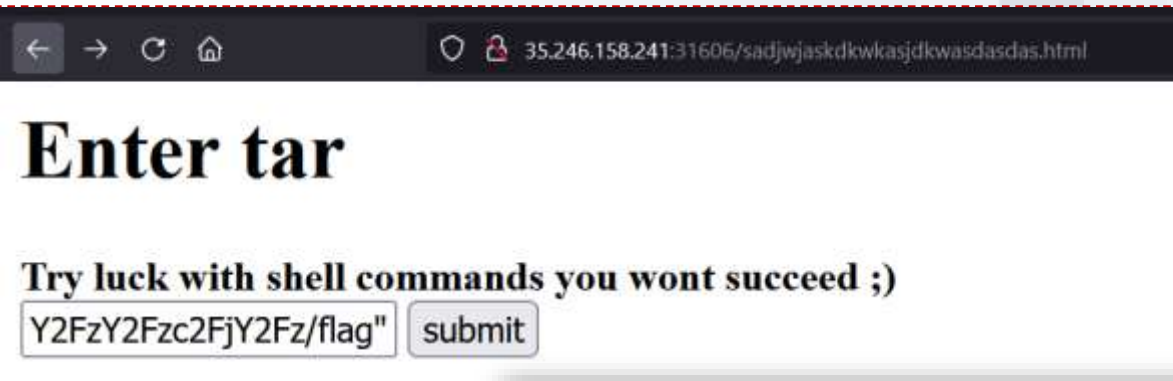 35.246.158.241:31606/sadjwjaskdkwkasjdkwasdasdas.html
Enter tar
Try luck with shell commands you wont succeed ;)
Y2FzY2Fzc2FjY2Fz/flag" submit